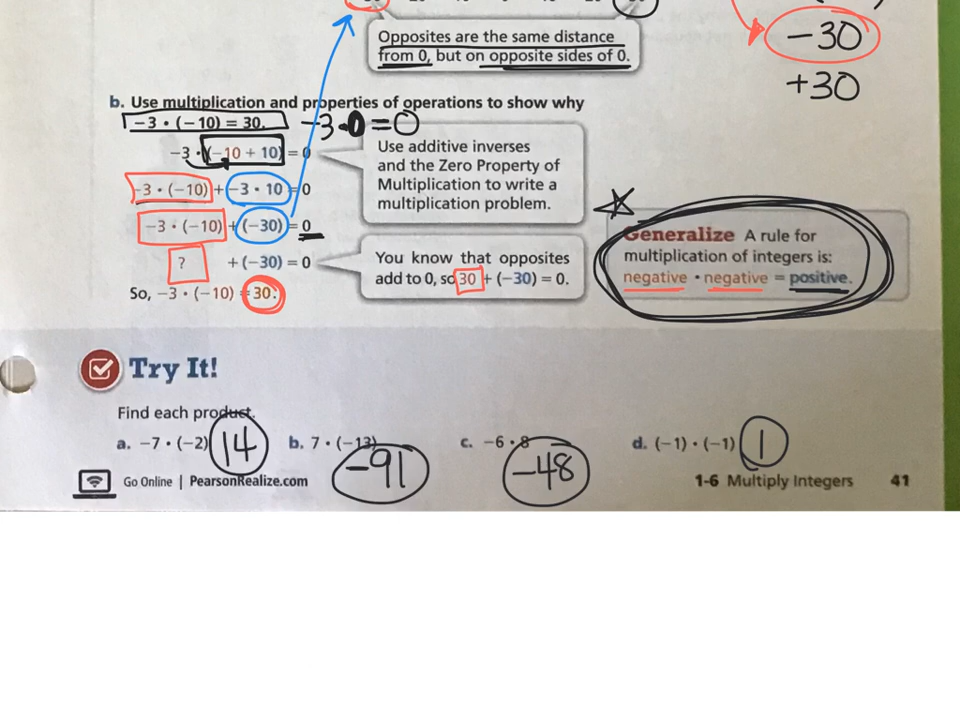 Opposites are the same distance
from 0, but on opposite sides of 0.
−30
+30
b. Use multiplication and properties of operations to show why
−3 • (−10) = 30.
−3•0=0
−3 • (−10 + 10) = 0
Use additive inverses
and the Zero Property of
Multiplication to write a
multiplication problem.
−3 • (−10) + −3 • 10 = 0
−3 • (−10) + (−30) = 0
? + (−30) = 0
You know that opposites
add to 0, so 30 + (−30) = 0.
So, −3 • (−10) = 30.
Generalize A rule for
multiplication of integers is:
negative • negative = positive.
Try It!
Find each product.
a. −7 • (−2) 14 b. 7 • (−13) −91 c. −6 • 8 −48 d. (−1) • (−1) 1
Go Online | PearsonRealize.com 1-6 Multiply Integers 41